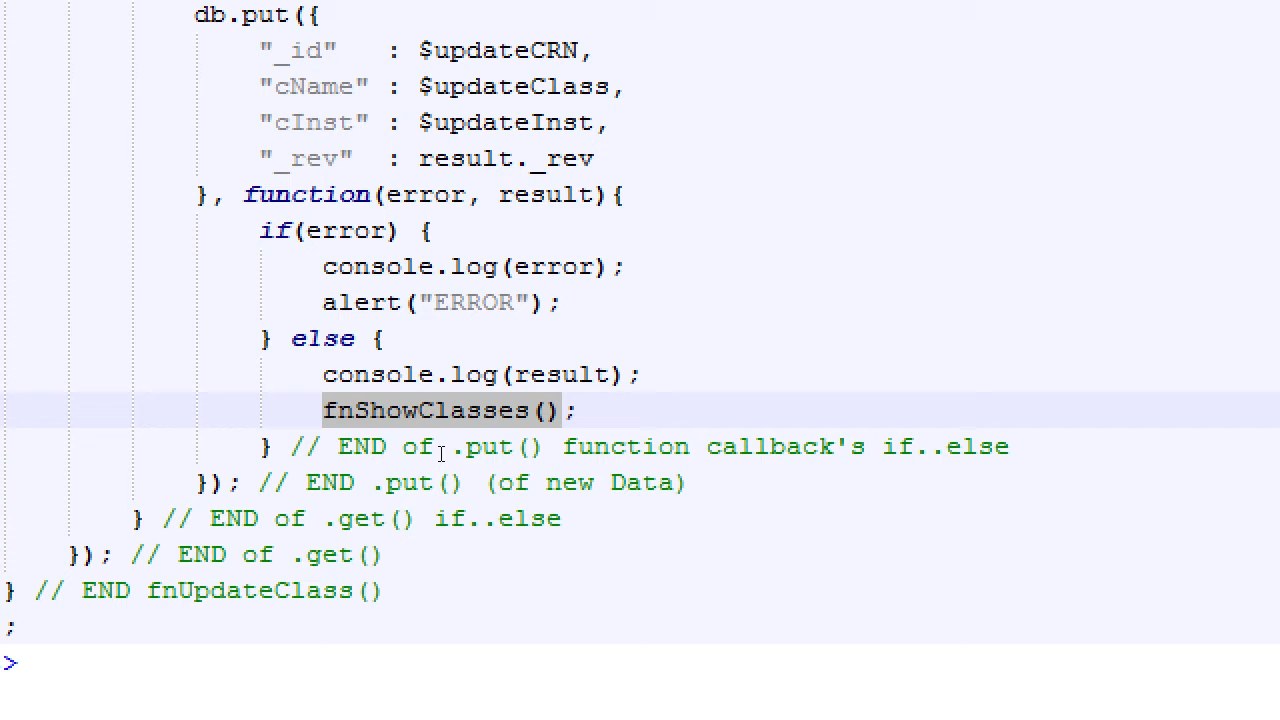 db.put({
"_id" : $updateCRN,
"cName" : $updateClass,
"cInst" : $updateInst,
"_rev" : result._rev
}, function(error, result){
if(error) {
console.log(error);
alert("ERROR");
} else {
console.log(result);
fnShowClasses();
} // END of .put() function callback's if..else
}); // END .put() (of new Data)
} // END of .get() if..else
}); // END of .get()
} // END fnUpdateClass()
;
>